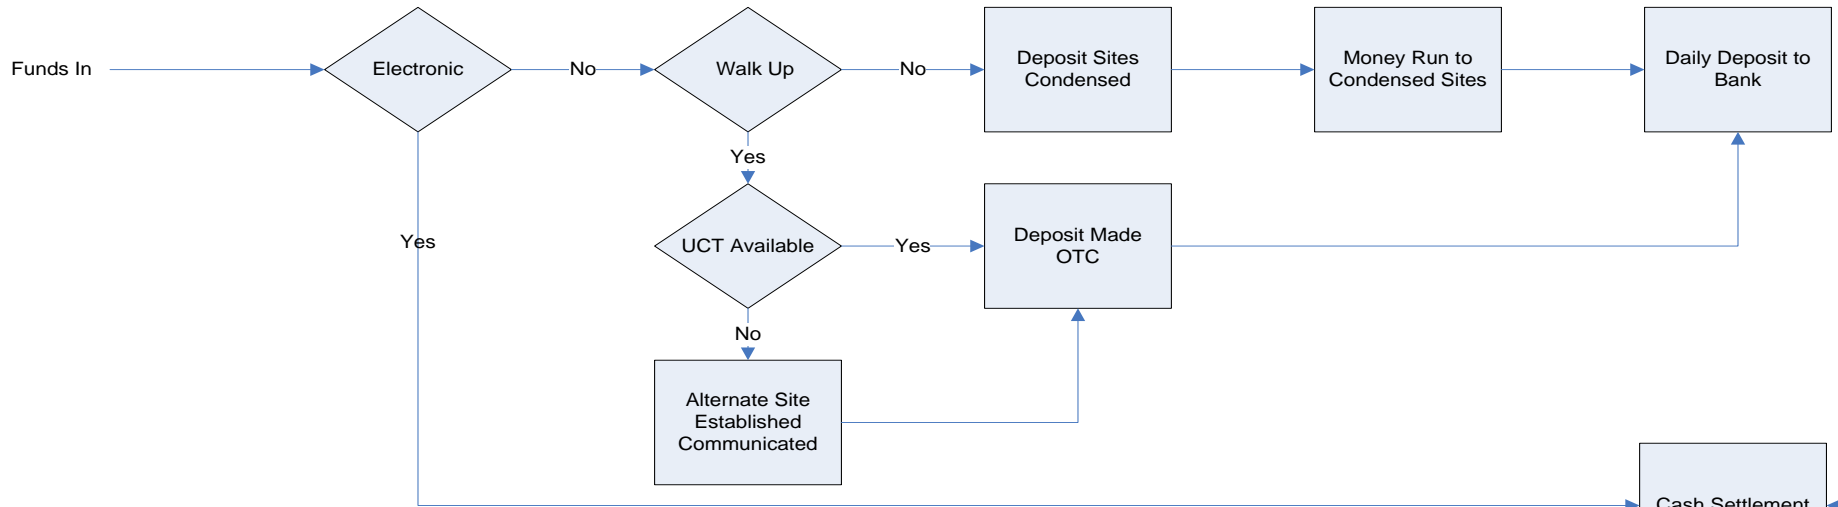 Funds In
Electronic
No
Walk Up
No
Deposit Sites
Condensed
Money Run to
Condensed Sites
Daily Deposit to
Bank
Yes
Yes
UCT Available
Yes
Deposit Made
OTC
No
Alternate Site
Established
Communicated
Cash Settlement